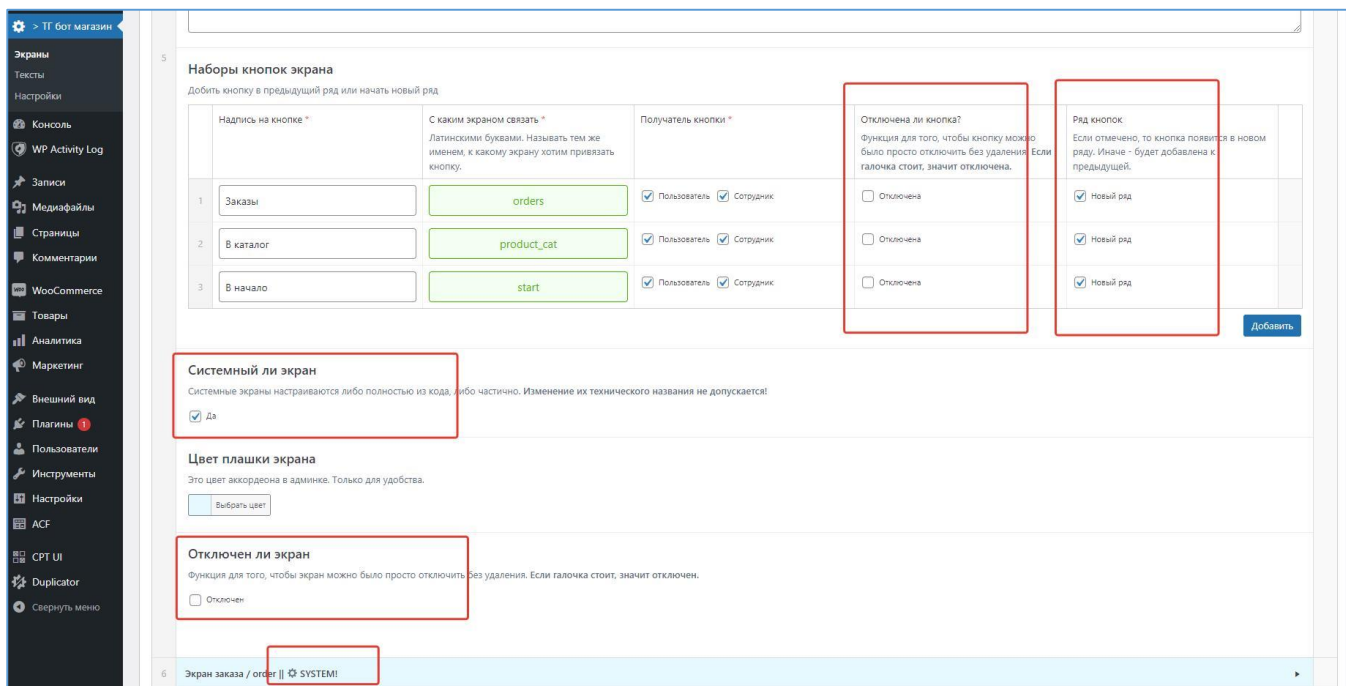 > ТГ бот магазин
Экраны
Тексты
Настройки
Консоль
WP Activity Log
Записи
Медиафайлы
Страницы
Комментарии
WooCommerce
Товары
Аналитика
Маркетинг
Внешний вид
Плагины 1
Пользователи
Инструменты
Настройки
ACF
CPT UI
Duplicator
Свернуть меню
5
Наборы кнопок экрана
Добить кнопку в предыдущий ряд или начать новый ряд
Надпись на кнопке *
С каким экраном связать *
Латинскими буквами. Называть тем же
именем, к какому экрану хотим привязать
кнопку.
Получатель кнопки *
Отключена ли кнопка?
Функция для того, чтобы кнопку можно
было просто отключить без удаления. Если
галочка стоит, значит отключена.
Ряд кнопок
Если отмечено, то кнопка появится в новом
ряду. Иначе - будет добавлена к
предыдущей.
1 Заказы orders Пользователь Сотрудник Отключена Новый ряд
2 В каталог product_cat Пользователь Сотрудник Отключена Новый ряд
3 В начало start Пользователь Сотрудник Отключена Новый ряд
Добавить
Системный ли экран
Системные экраны настраиваются либо полностью из кода, либо частично. Изменение их технического названия не допускается!
Да
Цвет плашки экрана
Это цвет аккордеона в админке. Только для удобства.
Выбрать цвет
Отключен ли экран
Функция для того, чтобы экран можно было просто отключить без удаления. Если галочка стоит, значит отключен.
Отключен
6 Экран заказа / order || SYSTEM!